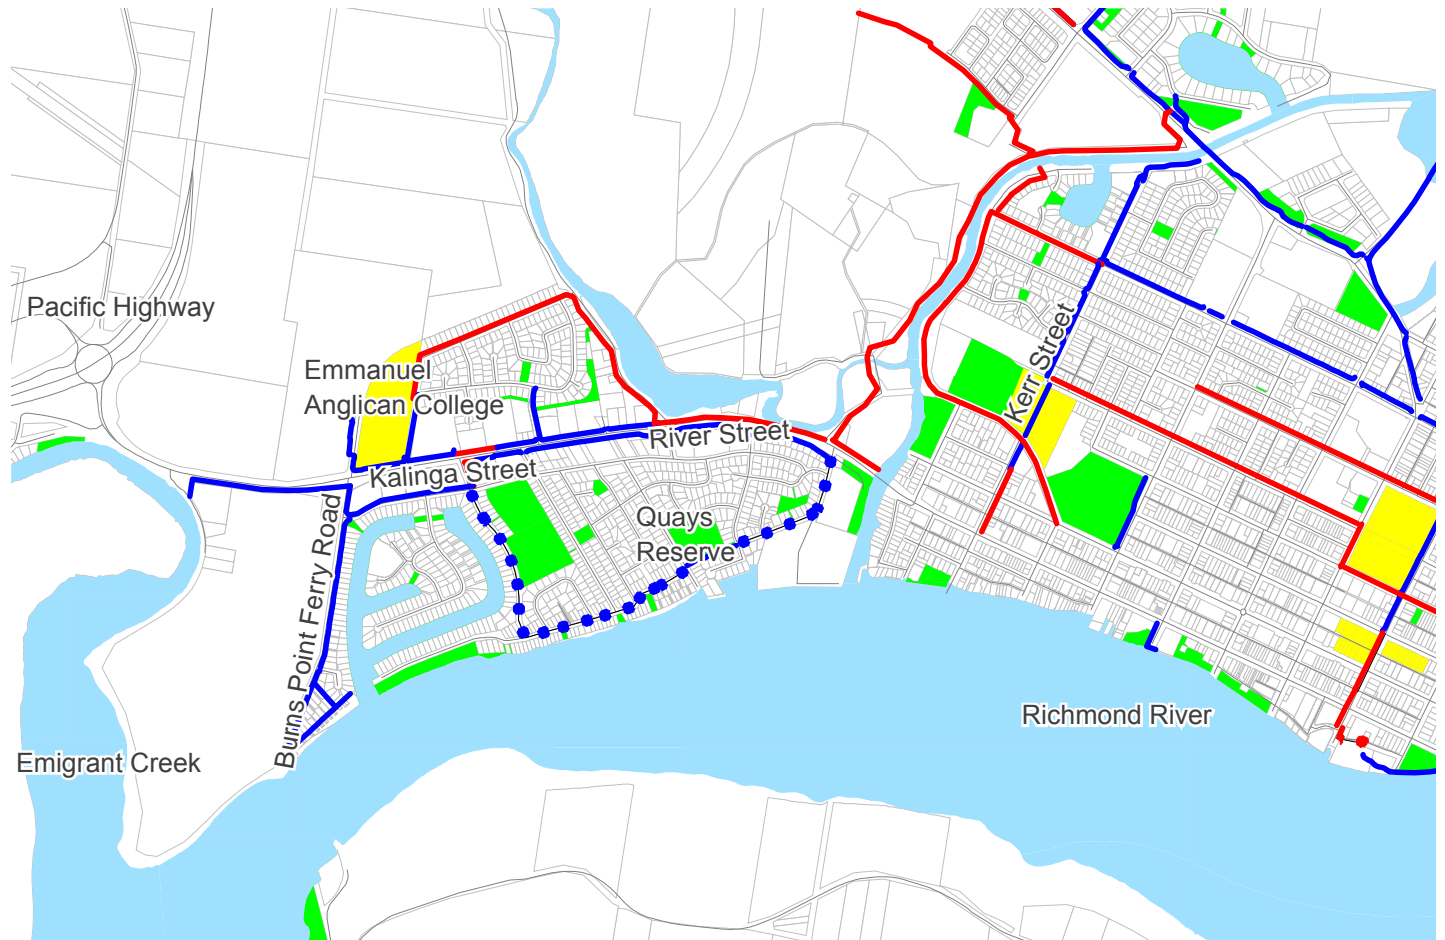 Pacific Highway
Emmanuel
Anglican College
Kerr Street
River Street
Kalinga Street
Quays
Reserve
Burns Point Ferry Road
Richmond River
Emigrant Creek